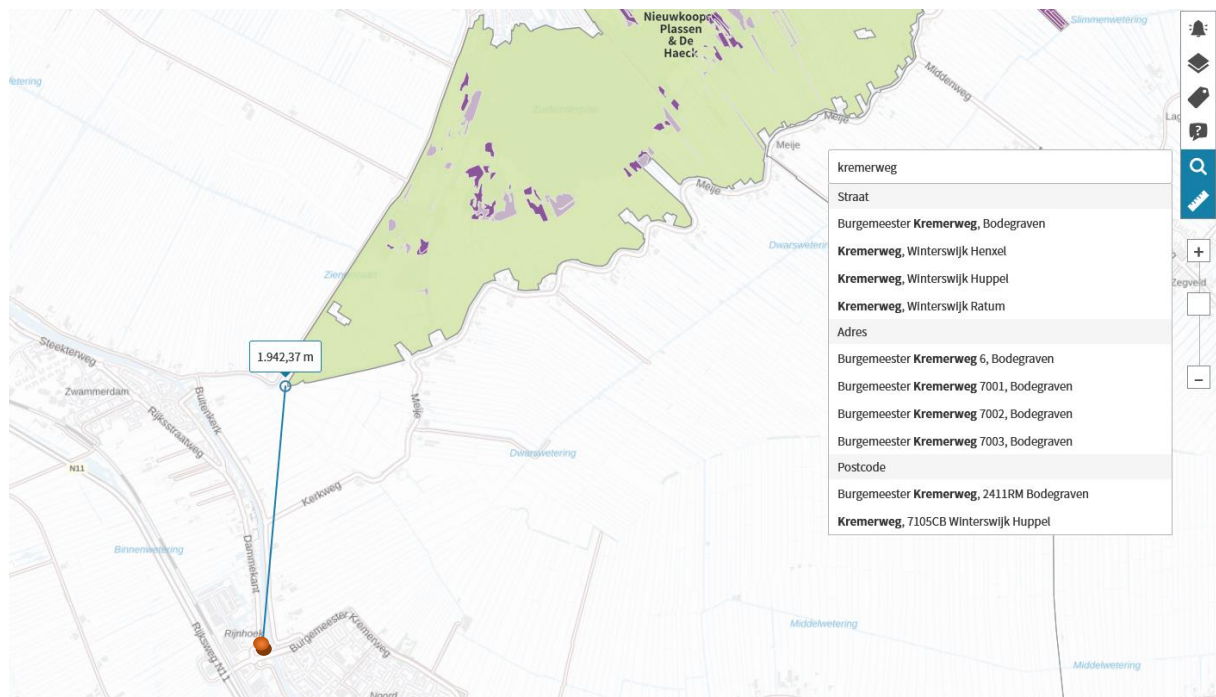 Nieuwkoops
Plassen
& De
Haeck
Slimmenwetering
Middenweg
Meije
Meije
Meije
Dwarswetering
Zegveld
kremerweg
Straat
Burgemeester Kremerweg, Bodegraven
Kremerweg, Winterswijk Henxel
Kremerweg, Winterswijk Huppel
Kremerweg, Winterswijk Ratum
Adres
Burgemeester Kremerweg 6, Bodegraven
Burgemeester Kremerweg 7001, Bodegraven
Burgemeester Kremerweg 7002, Bodegraven
Burgemeester Kremerweg 7003, Bodegraven
Postcode
Burgemeester Kremerweg, 2411RM Bodegraven
Kremerweg, 7105CB Winterswijk Huppel
+
–
1.942,37 m
Steekterweg
Zwammerdam
Buitenkerk
Rijksstraatweg
Meije
N11
Dwarswetering
Kerkweg
Binnenwetering
Dammekant
Rijnhoek
Burgemeester Kremerweg
Rijksweg N11
Noord
Middelwetering
Middelwetering